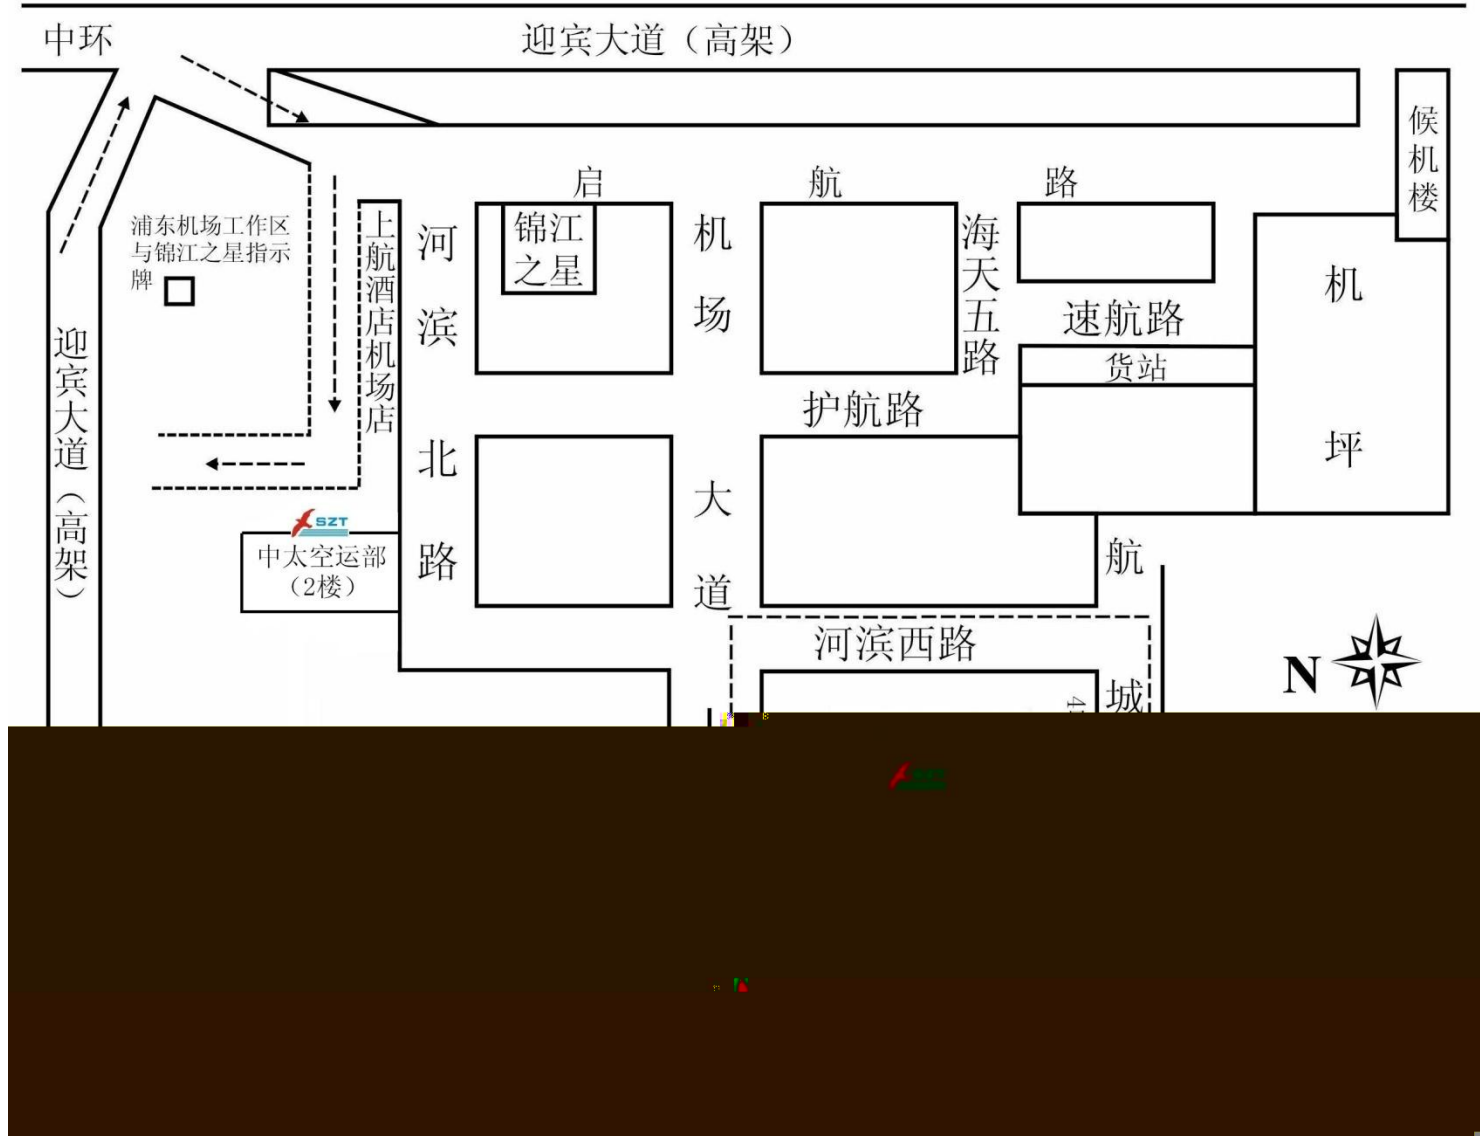 中环
迎宾大道（高架）
候机楼
启航路
浦东机场工作区
与锦江之星指示
牌
上航酒店机场店
河滨北路
锦江
之星
机场大道
海天五路
速航路
货站
机坪
护航路
迎宾大道（高架）
SZT
中太空运部
（2楼）
航城
河滨西路
N